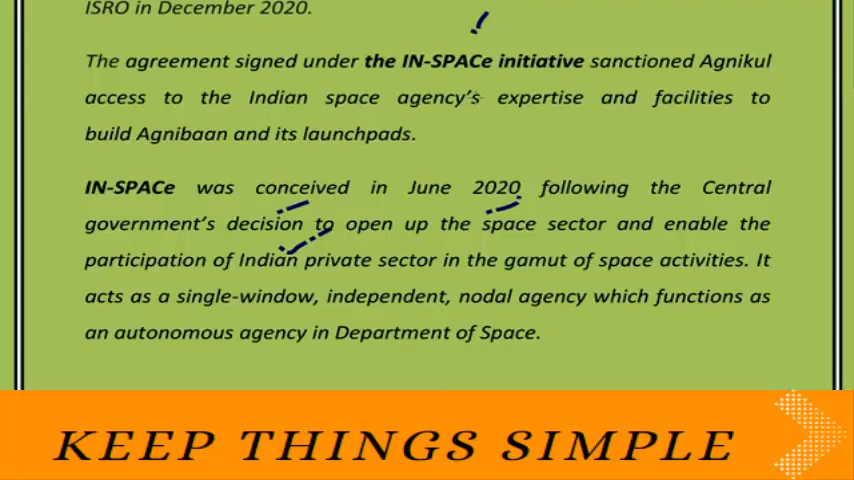 ISRO in December 2020.
The agreement signed under the IN-SPACe initiative sanctioned Agnikul
access to the Indian space agency's expertise and facilities to
build Agnibaan and its launchpads.
IN-SPACe was conceived in June 2020 following the Central
government's decision to open up the space sector and enable the
participation of Indian private sector in the gamut of space activities. It
acts as a single-window, independent, nodal agency which functions as
an autonomous agency in Department of Space.
KEEP THINGS SIMPLE